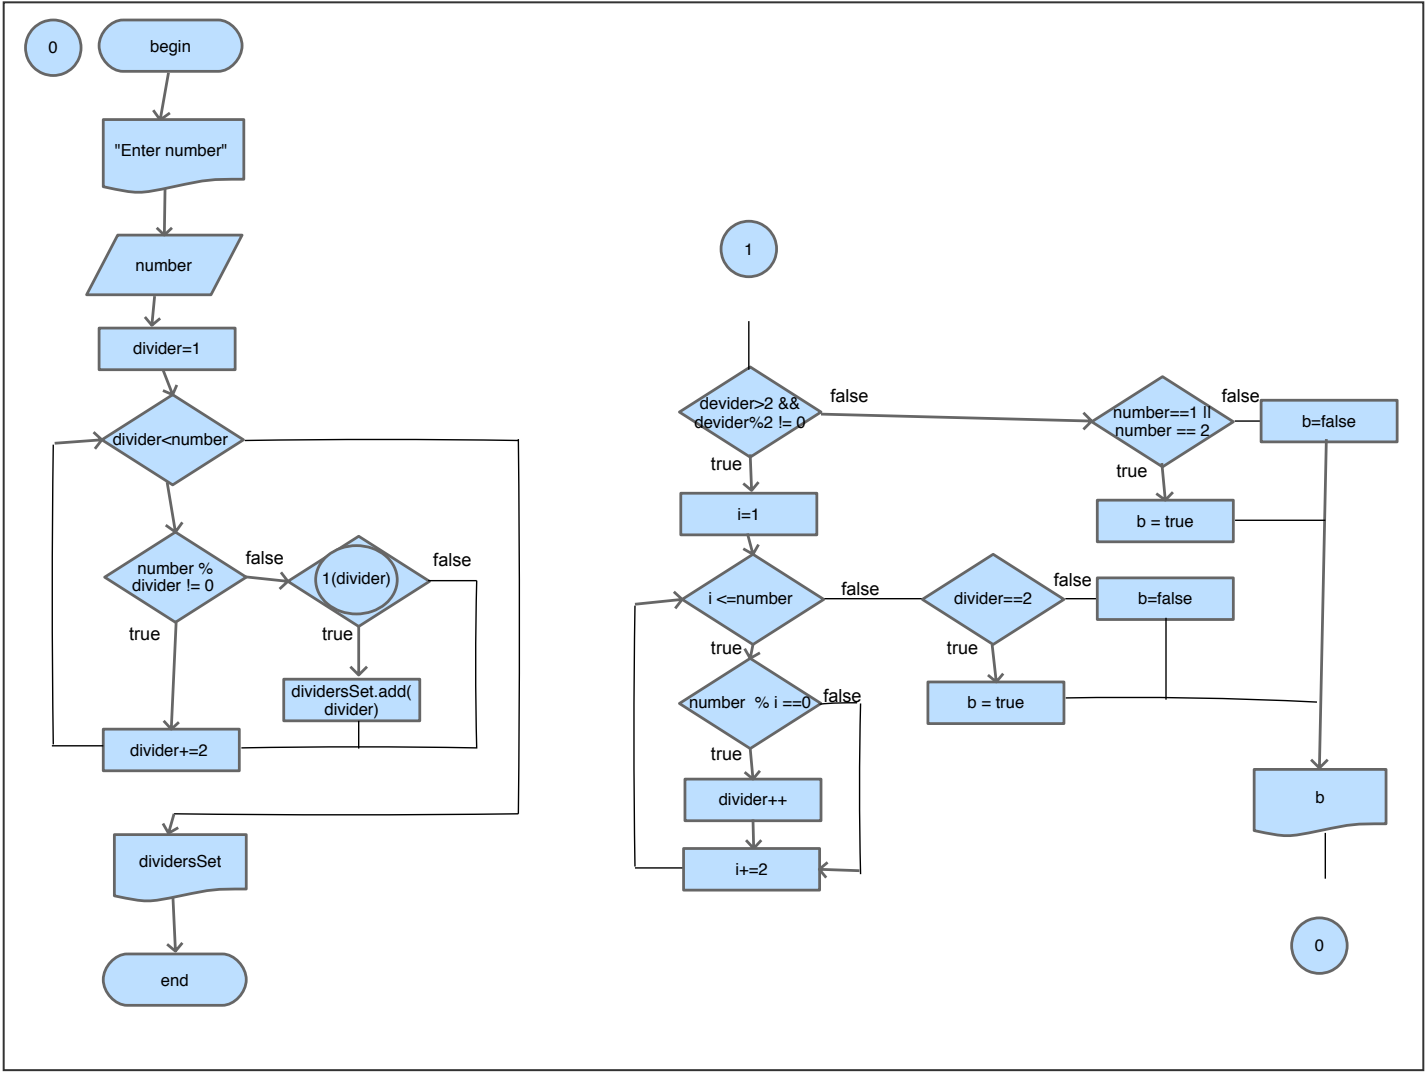 0
begin
"Enter number"
number
divider=1
divider<number
number %
divider != 0
false
1(divider)
false
true
true
dividersSet.add(
divider)
divider+=2
dividersSet
end
1
devider>2 &&
devider%2 != 0
false
number==1 ||
number == 2
false
b=false
true
true
i=1
b = true
i <=number
false
divider==2
false
b=false
true
true
number  % i ==0
false
b = true
true
divider++
b
i+=2
0